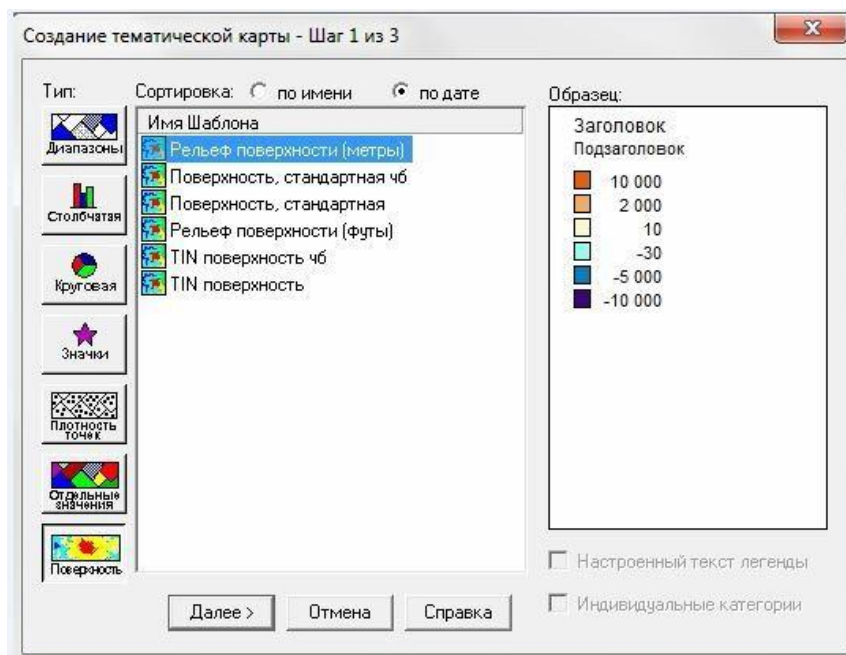 Создание тематической карты - Шаг 1 из 3
Тип:
Сортировка: по имени по дате
Образец:
Диапазоны
Столбчатая
Круговая
Значки
Плотность
точек
Отдельные
значения
Поверхность
Имя Шаблона
Рельеф поверхности (метры)
Поверхность, стандартная чб
Поверхность, стандартная
Рельеф поверхности (футы)
TIN поверхность чб
TIN поверхность
Заголовок
Подзаголовок
10 000
2 000
10
-30
-5 000
-10 000
Настроенный текст легенды
Индивидуальные категории
Далее >
Отмена
Справка